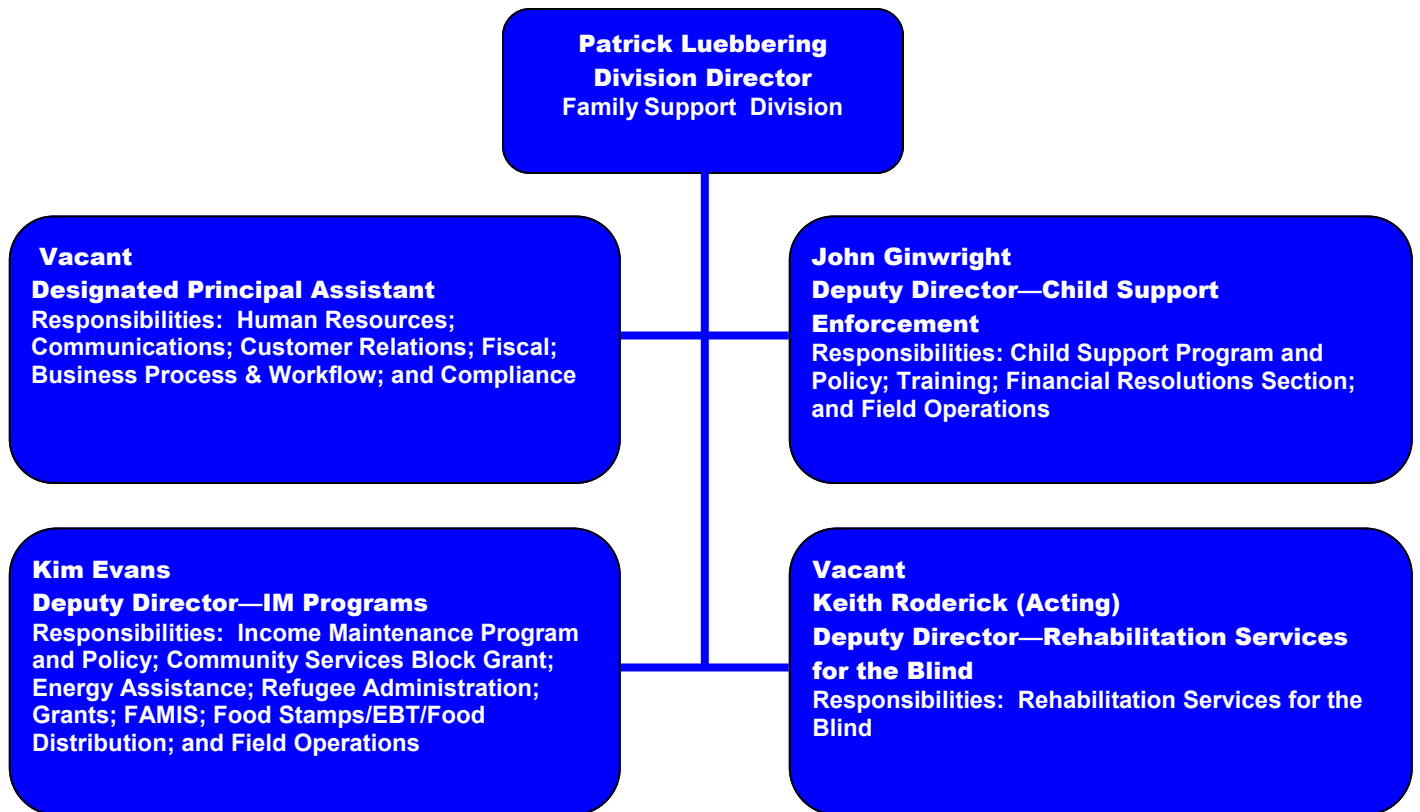 Patrick Luebbering
Division Director
Family Support Division
Vacant
Designated Principal Assistant
Responsibilities: Human Resources;
Communications; Customer Relations; Fiscal;
Business Process & Workflow; and Compliance
John Ginwright
Deputy Director—Child Support
Enforcement
Responsibilities: Child Support Program and
Policy; Training; Financial Resolutions Section;
and Field Operations
Kim Evans
Deputy Director—IM Programs
Responsibilities: Income Maintenance Program
and Policy; Community Services Block Grant;
Energy Assistance; Refugee Administration;
Grants; FAMIS; Food Stamps/EBT/Food
Distribution; and Field Operations
Vacant
Keith Roderick (Acting)
Deputy Director—Rehabilitation Services
for the Blind
Responsibilities: Rehabilitation Services for the
Blind